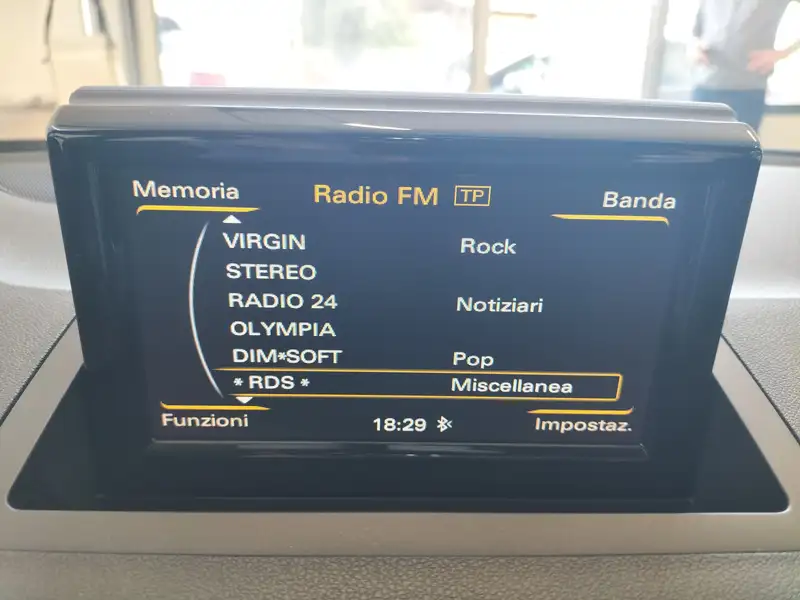 Memoria Radio FM TP Banda
VIRGIN Rock
STEREO
RADIO 24 Notiziari
OLYMPIA
DIM*SOFT Pop
* RDS * Miscellanea
Funzioni 18:29 Impostaz.